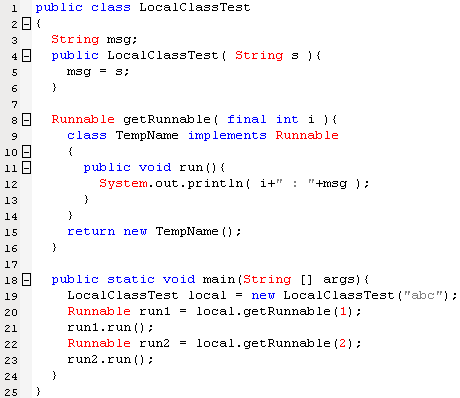 1 public class LocalClassTest
2 {
3 String msg;
4 public LocalClassTest( String s ){
5 msg = s;
6 }
7
8 Runnable getRunnable( final int i ){
9 class TempName implements Runnable
10 {
11 public void run(){
12 System.out.println( i+" : "+msg );
13 }
14 }
15 return new TempName();
16 }
17
18 public static void main(String [] args){
19 LocalClassTest local = new LocalClassTest("abc");
20 Runnable run1 = local.getRunnable(1);
21 run1.run();
22 Runnable run2 = local.getRunnable(2);
23 run2.run();
24 }
25 }